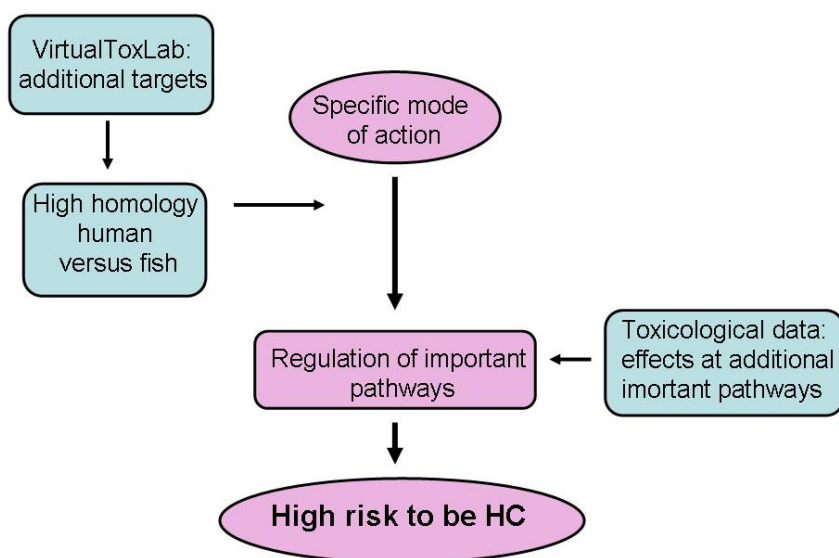 VirtualToxLab:
additional targets
Specific mode
of action
High homology
human
versus fish
Regulation of important
pathways
Toxicological data:
effects at additional
imortant pathways
High risk to be HC